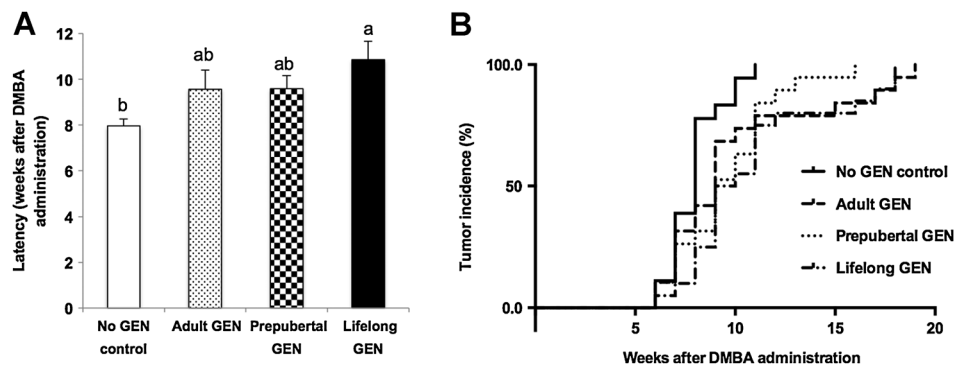 A
Latency (weeks after DMBA
administration)
12
10
8
6
4
2
0
b
ab
ab
a
No GEN
control
Adult GEN
Prepubertal
GEN
Lifelong
GEN
B
Tumor incidence (%)
100.0
50
0.0
5
10
15
20
Weeks after DMBA administration
No GEN control
Adult GEN
Prepubertal GEN
Lifelong GEN